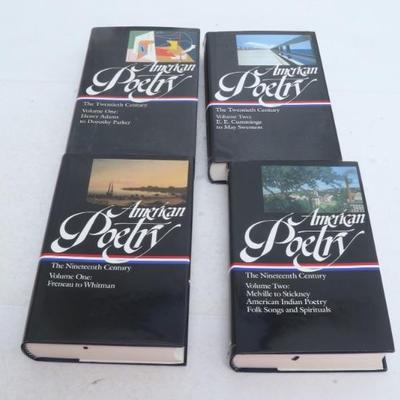 American
Poetry
The Twentieth Century
Volume One:
Henry Adams
to Dorothy Parker
American
Poetry
The Twentieth Century
Volume Two:
E. E. Cummings
to May Swenson
American
Poetry
The Nineteenth Century
Volume One:
Freneau to Whitman
American
Poetry
The Nineteenth Century
Volume Two:
Melville to Stickney
American Indian Poetry
Folk Songs and Spirituals